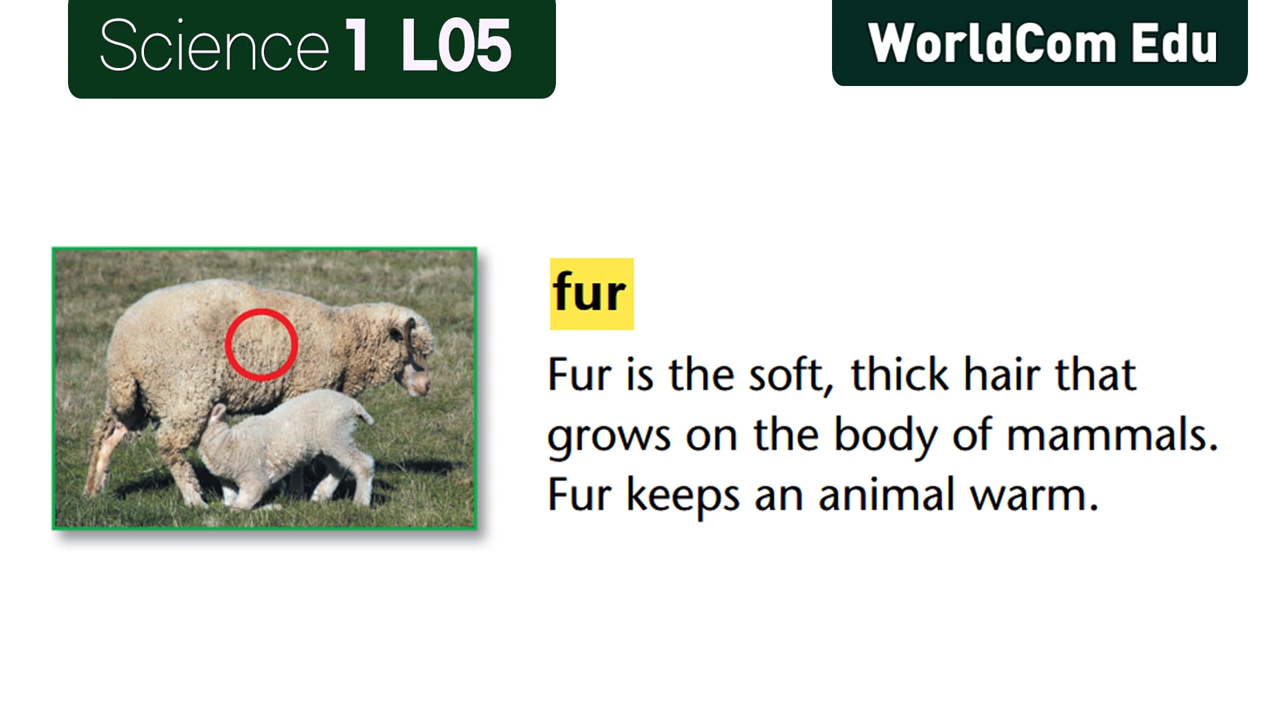 Science 1 L05
WorldCom Edu
fur
Fur is the soft, thick hair that
grows on the body of mammals.
Fur keeps an animal warm.